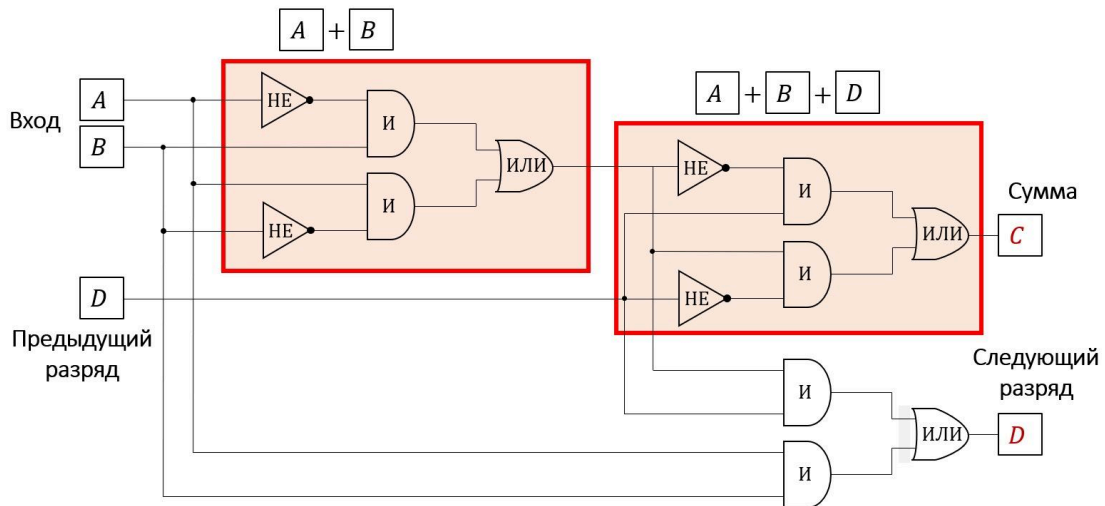 A + B
A + B + D
Вход
A
B
НЕ
И
ИЛИ
И
НЕ
НЕ
И
ИЛИ
И
НЕ
Сумма
C
D
Предыдущий
разряд
И
ИЛИ
И
Следующий
разряд
D